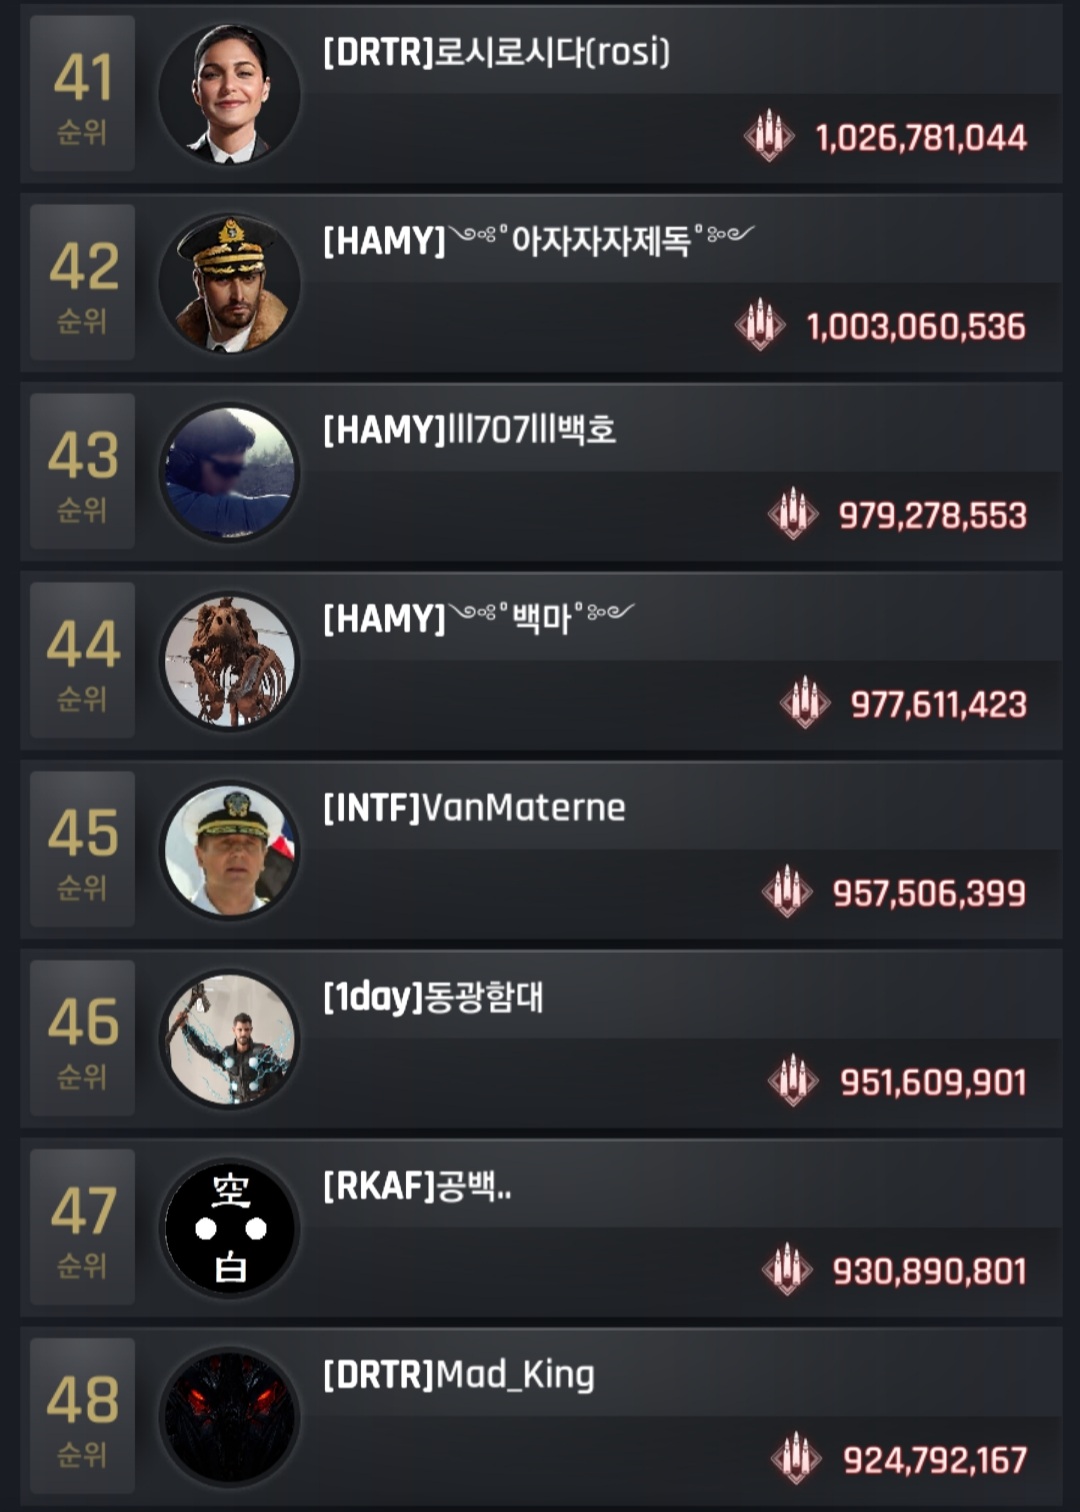 41
순위
[DRTR]로시로시다(rosi)
1,026,781,044
42
순위
[HAMY]༺˚아자자자제독˚༻
1,003,060,536
43
순위
[HAMY]lll707lll백호
979,278,553
44
순위
[HAMY]༺˚백마˚༻
977,611,423
45
순위
[INTF]VanMaterne
957,506,399
46
순위
[1day]동광함대
951,609,901
47
순위
空
白
[RKAF]공백..
930,890,801
48
순위
[DRTR]Mad_King
924,792,167